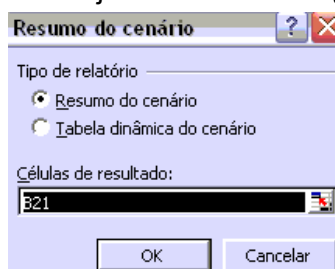 Resumo do cenário
Tipo de relatório
Resumo do cenário
Tabela dinâmica do cenário
Células de resultado:
B21
OK Cancelar